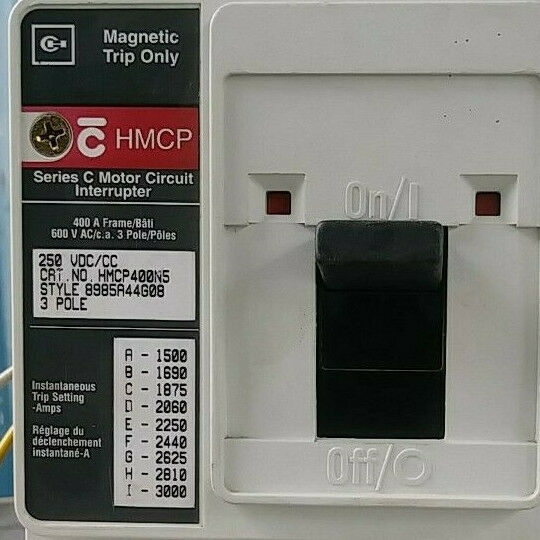 Magnetic
Trip Only
C HMCP
Series C Motor Circuit
Interrupter
400 A Frame/Bâti
600 V AC/c.a. 3 Pole/Pôles
250 VDC/CC
CAT.NO. HMCP400N5
STYLE 8985A44G08
3 POLE
Instantaneous
Trip Setting
-Amps
Réglage du
déclenchement
instantané-A
A - 1500
B - 1690
C - 1875
D - 2060
E - 2250
F - 2440
G - 2625
H - 2810
I - 3000
On/I
Off/O